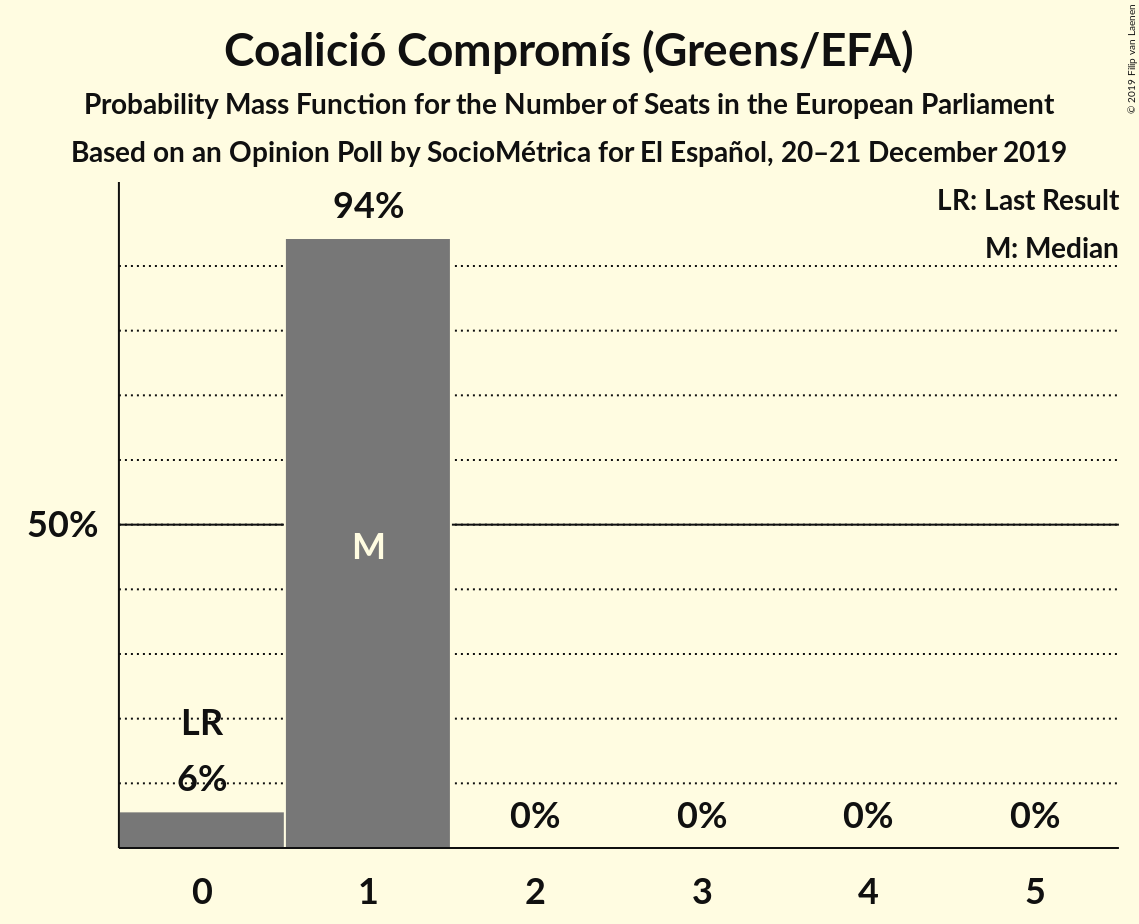 Coalició Compromís (Greens/EFA)
Probability Mass Function for the Number of Seats in the European Parliament
Based on an Opinion Poll by SocioMétrica for El Español, 20–21 December 2019
© 2019 Filip van Laenen
LR: Last Result
M: Median
94%
50%
M
LR
6%
0%
0%
0%
0%
0
1
2
3
4
5